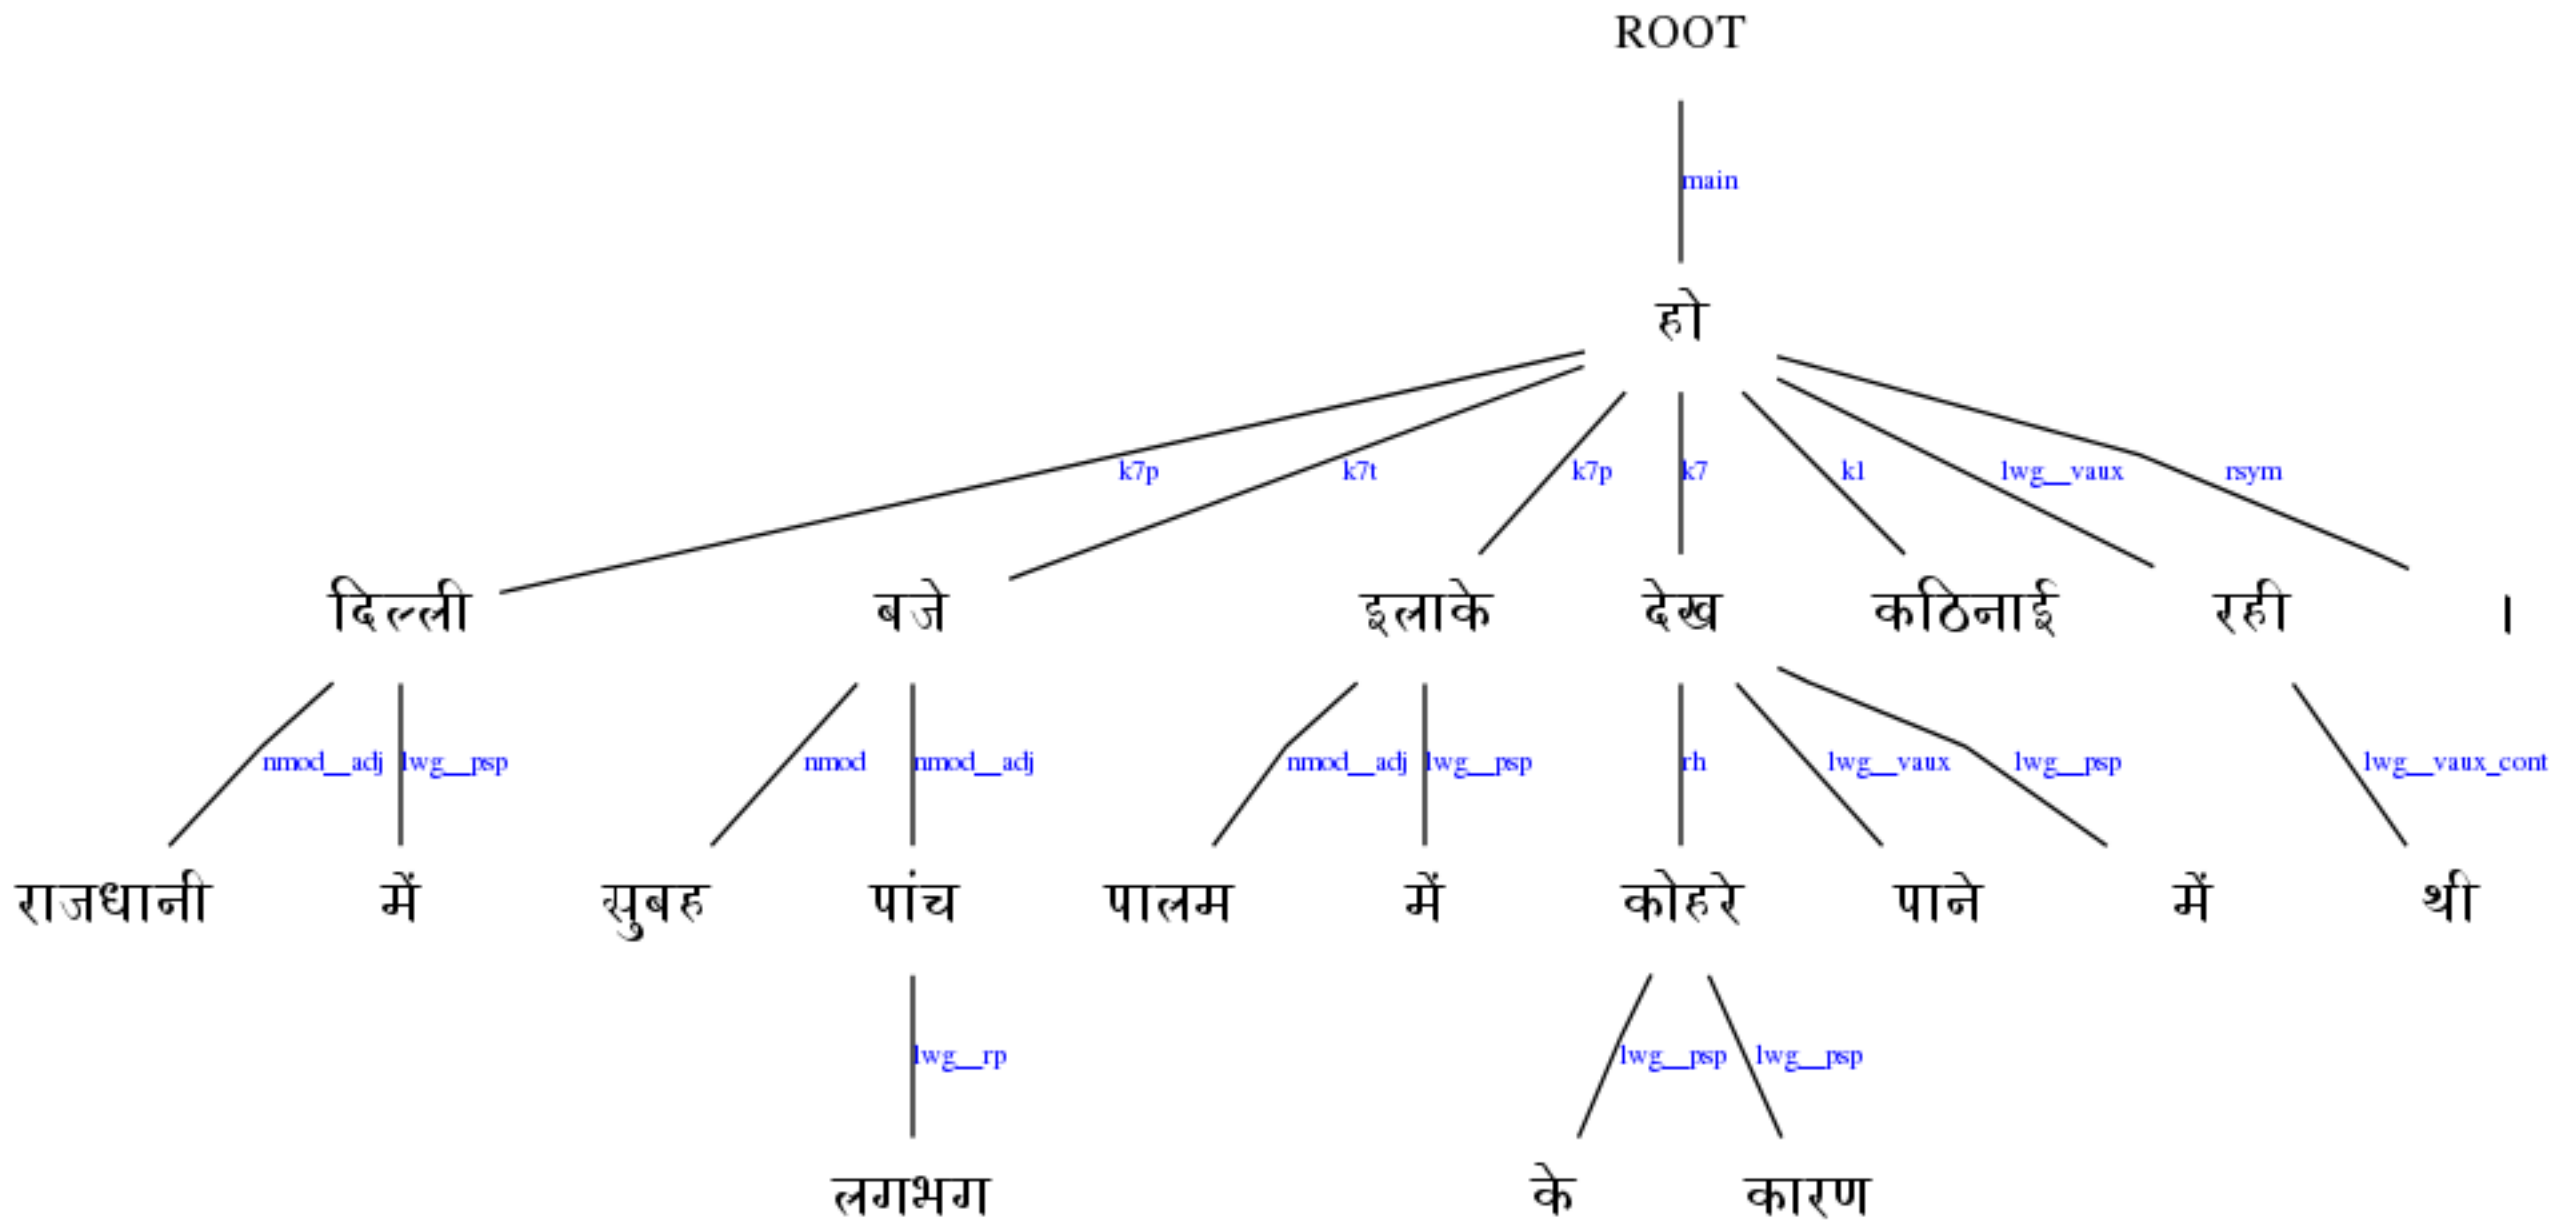 ROOT
main
हो
k7p k7t k7p k7 k1 lwg__vaux rsym
दिल्ली बजे इलाके देख कठिनाई रही ।
nmod__adj lwg__psp nmod nmod__adj nmod__adj lwg__psp rh lwg__vaux lwg__psp lwg__vaux_cont
राजधानी में सुबह पांच पालम में कोहरे पाने में थी
lwg__rp lwg__psp lwg__psp
लगभग के कारण